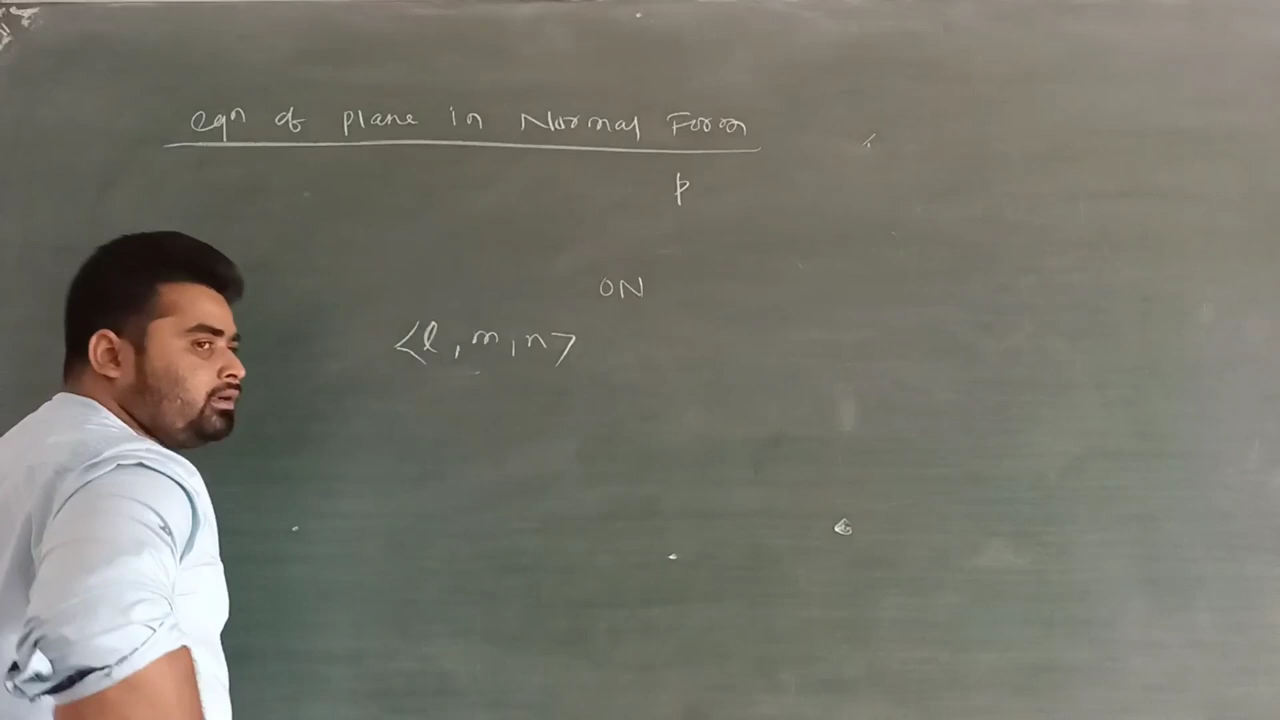 eqn of plane in Normal Form
p
ON
<l, m, n>